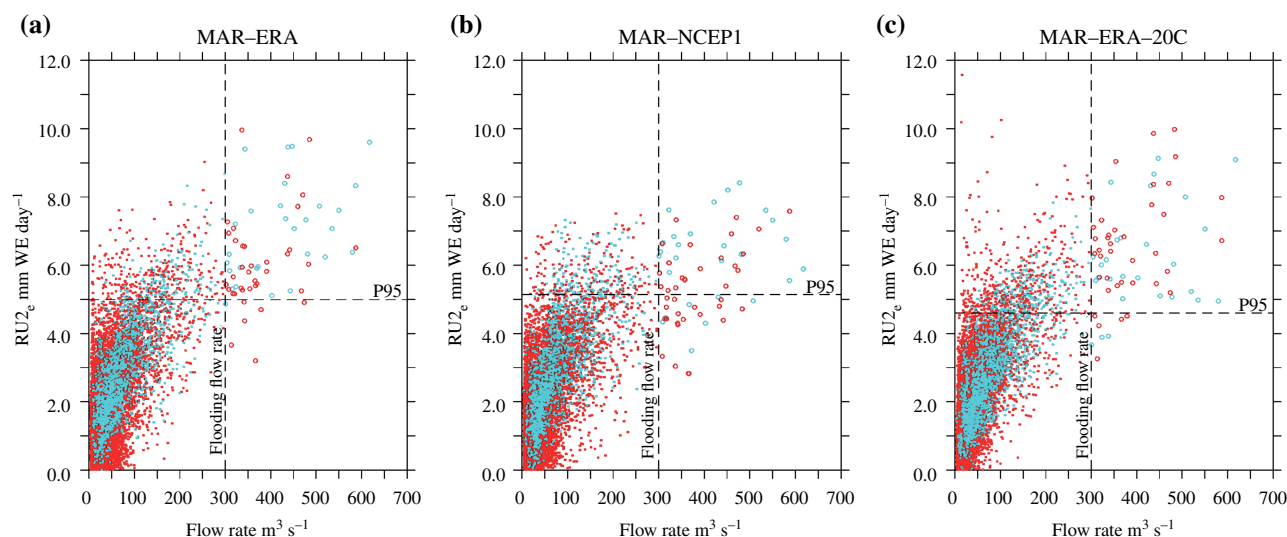 (a)
MAR–ERA
12.0
10.0
8.0
6.0
4.0
2.0
0.0
RU2e mm WE day⁻¹
P95
Flooding flow rate
0 100 200 300 400 500 600 700
Flow rate m³ s⁻¹
(b)
MAR–NCEP1
12.0
10.0
8.0
6.0
4.0
2.0
0.0
RU2e mm WE day⁻¹
P95
Flooding flow rate
0 100 200 300 400 500 600 700
Flow rate m³ s⁻¹
(c)
MAR–ERA–20C
12.0
10.0
8.0
6.0
4.0
2.0
0.0
RU2e mm WE day⁻¹
P95
Flooding flow rate
0 100 200 300 400 500 600 700
Flow rate m³ s⁻¹